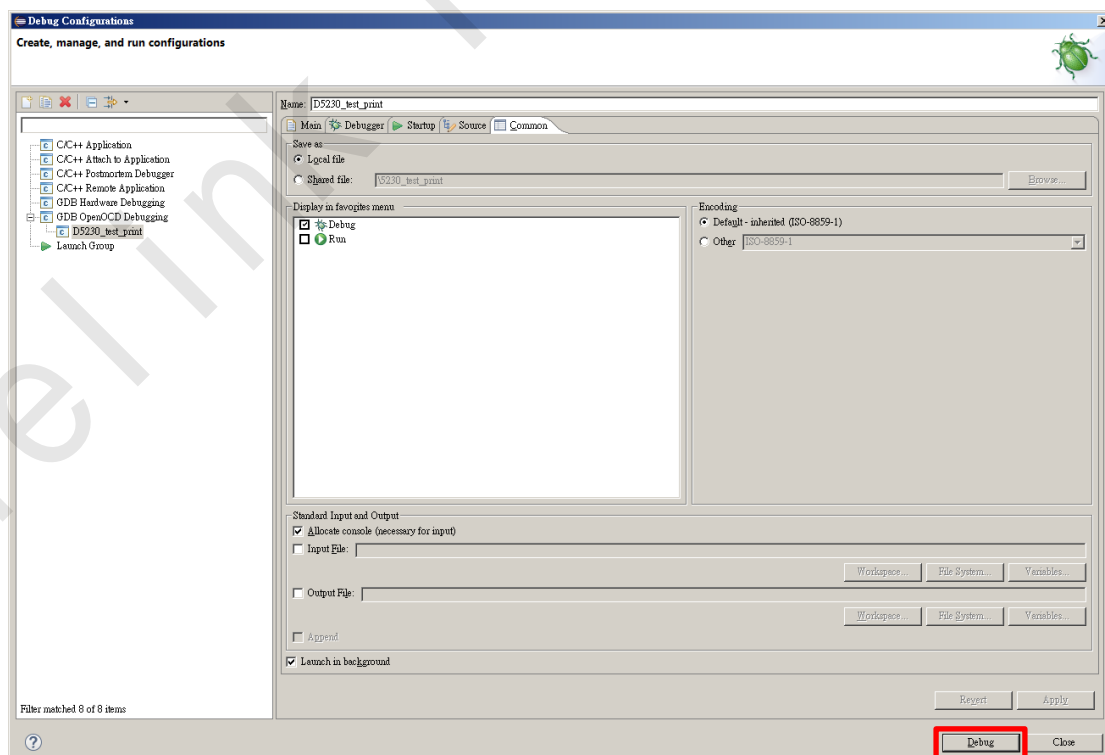 Debug Configurations
Create, manage, and run configurations
Name: D5230_test_print
Main Debugger Startup Source Common
C/C++ Application
C/C++ Attach to Application
C/C++ Postmortem Debugger
C/C++ Remote Application
GDB Hardware Debugging
GDB OpenOCD Debugging
D5230_test_print
Launch Group
Filter matched 8 of 8 items
Save as
Local file
Shared file: \5230_test_print Browse...
Display in favorites menu
Debug
Run
Encoding
Default - inherited (ISO-8859-1)
Other ISO-8859-1
Standard Input and Output
Allocate console (necessary for input)
Input File:
Workspace... File System... Variables...
Output File:
Workspace... File System... Variables...
Append
Launch in background
Revert Apply
Debug Close
elink